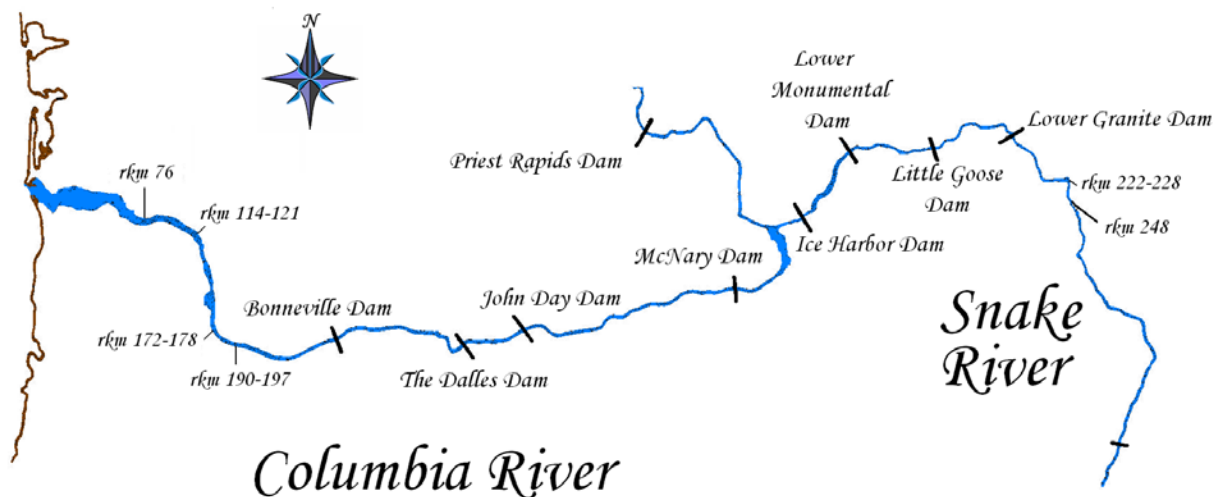 N
Lower
Monumental
Dam
Lower Granite Dam
Priest Rapids Dam
rkm 76
Little Goose
Dam
rkm 222-228
rkm 114-121
rkm 248
Ice Harbor Dam
McNary Dam
Bonneville Dam
John Day Dam
Snake
River
rkm 172-178
rkm 190-197
The Dalles Dam
Columbia River